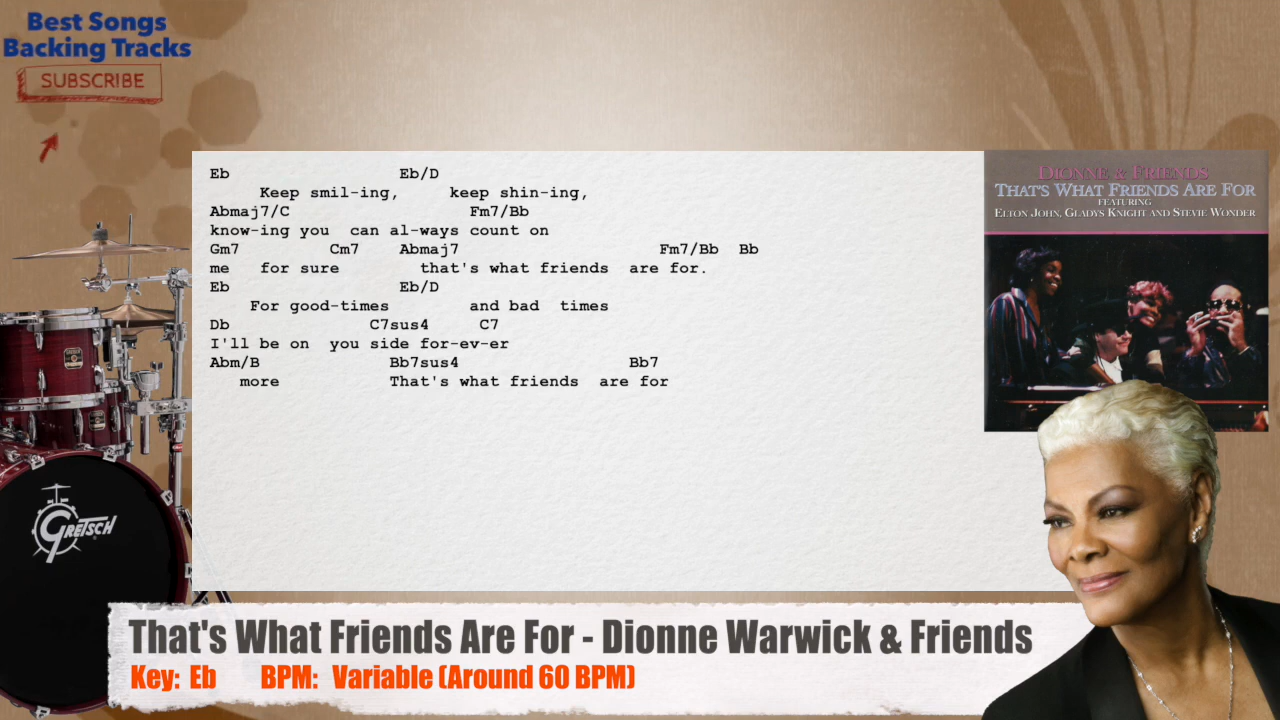 Best Songs
Backing Tracks
SUBSCRIBE
Eb Eb/D
Keep smil-ing, keep shin-ing,
Abmaj7/C Fm7/Bb
know-ing you can al-ways count on
Gm7 Cm7 Abmaj7 Fm7/Bb Bb
me for sure that's what friends are for.
Eb Eb/D
For good-times and bad times
Db C7sus4 C7
I'll be on you side for-ev-er
Abm/B Bb7sus4 Bb7
more That's what friends are for
DIONNE & FRIENDS
THAT'S WHAT FRIENDS ARE FOR
FEATURING
ELTON JOHN, GLADYS KNIGHT AND STEVIE WONDER
GRETSCH
That's What Friends Are For - Dionne Warwick & Friends
Key: Eb BPM: Variable (Around 60 BPM)